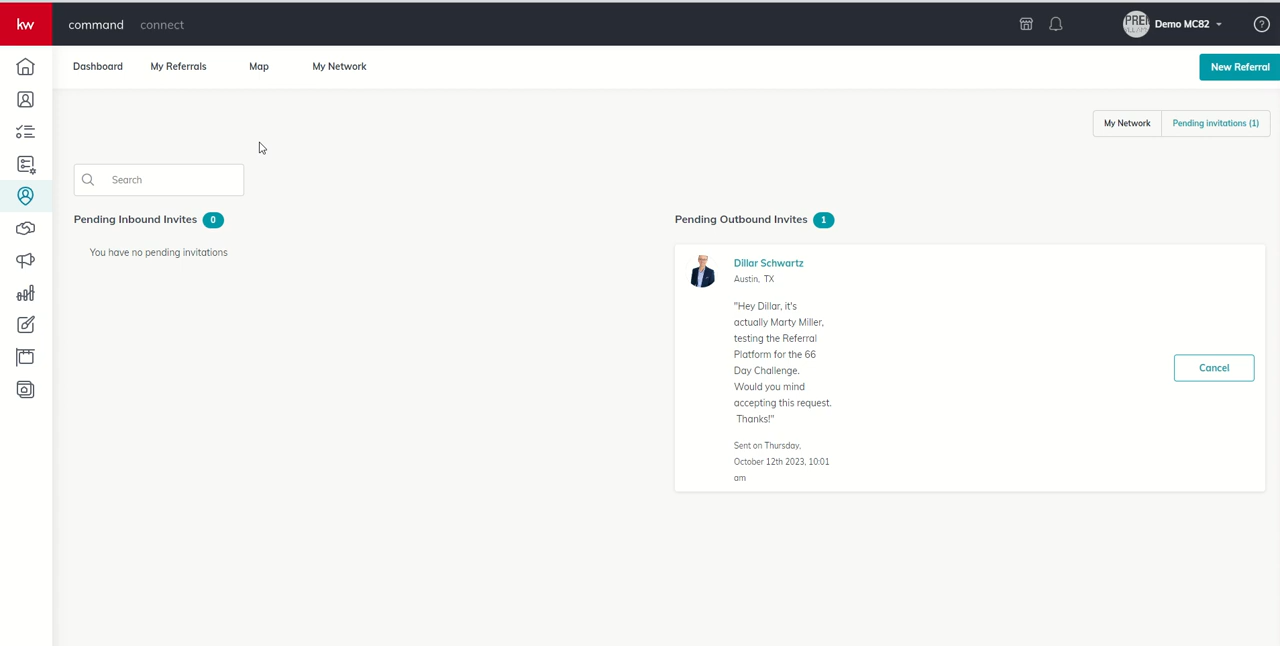 kw command connect Demo MC82 ?
Dashboard My Referrals Map My Network New Referral
My Network Pending invitations (1)
Search
Pending Inbound Invites 0
You have no pending invitations
Pending Outbound Invites 1
Dillar Schwartz
Austin, TX
"Hey Dillar, it's
actually Marty Miller,
testing the Referral
Platform for the 66
Day Challenge.
Would you mind
accepting this request.
Thanks!"
Sent on Thursday,
October 12th 2023, 10:01
am
Cancel